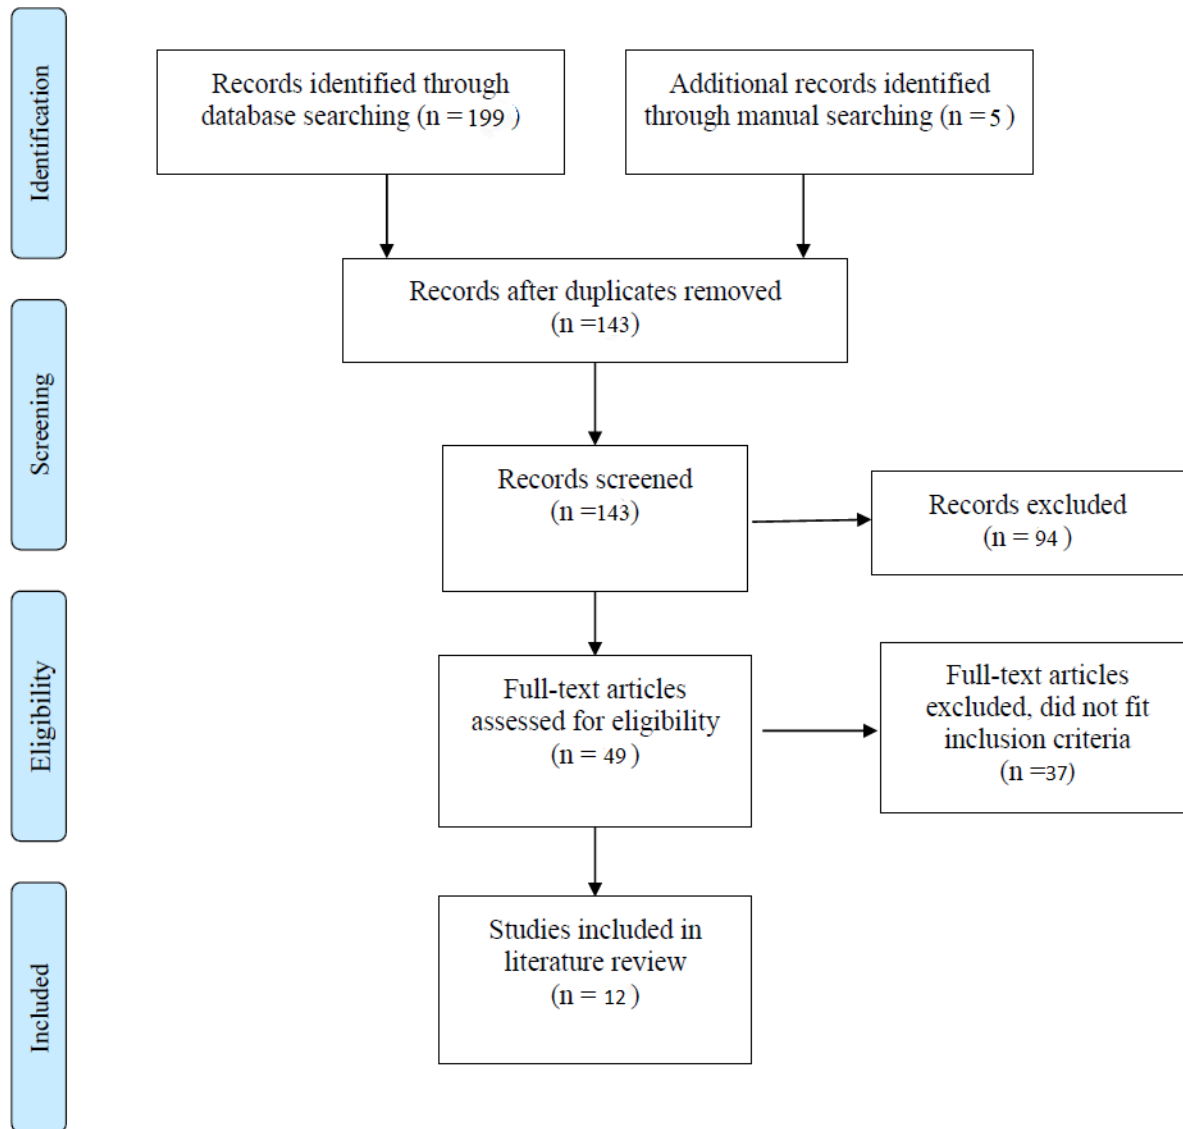 Identification
Records identified through
database searching (n = 199 )
Additional records identified
through manual searching (n = 5 )
Records after duplicates removed
(n =143)
Screening
Records screened
(n =143)
Records excluded
(n = 94 )
Eligibility
Full-text articles
assessed for eligibility
(n = 49 )
Full-text articles
excluded, did not fit
inclusion criteria
(n =37)
Included
Studies included in
literature review
(n = 12 )